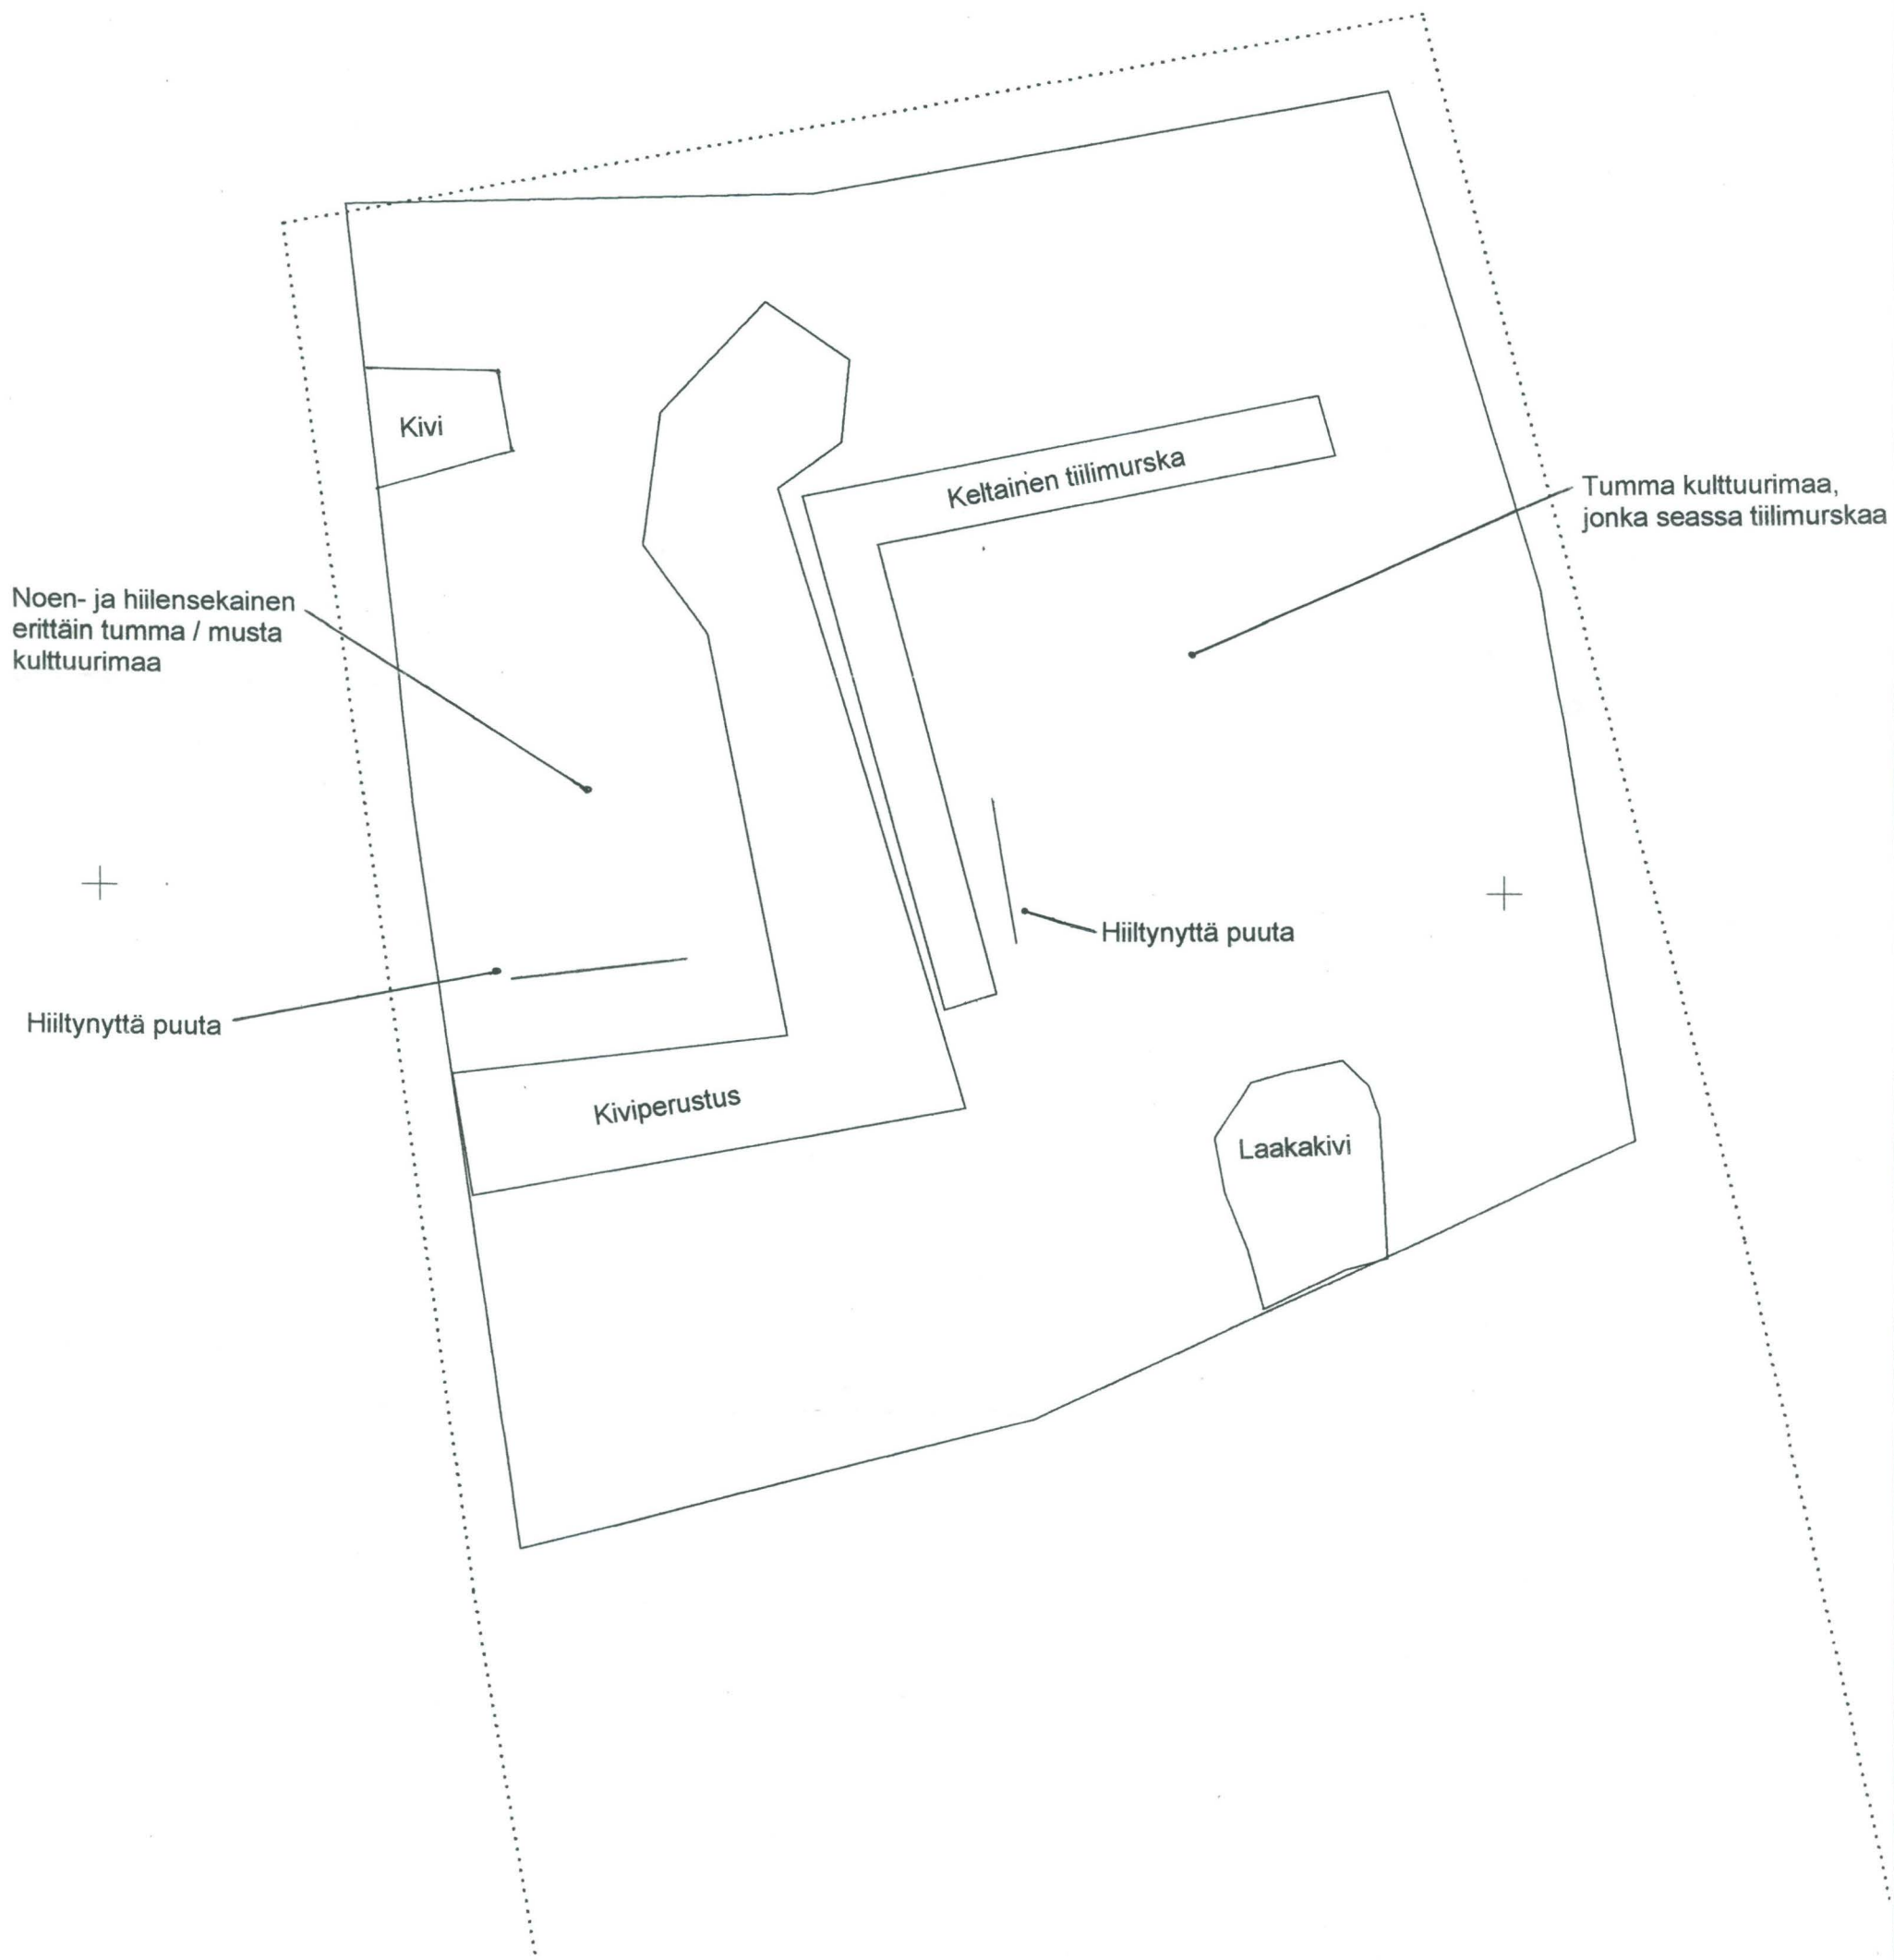 Kivi
Keltainen tiilimurska
Tumma kulttuurimaa,
jonka seassa tiilimurskaa
Noen- ja hiilensekainen
erittäin tumma / musta
kulttuurimaa
Hiiltynyttä puuta
Hiiltynyttä puuta
Kiviperustus
Laakakivi